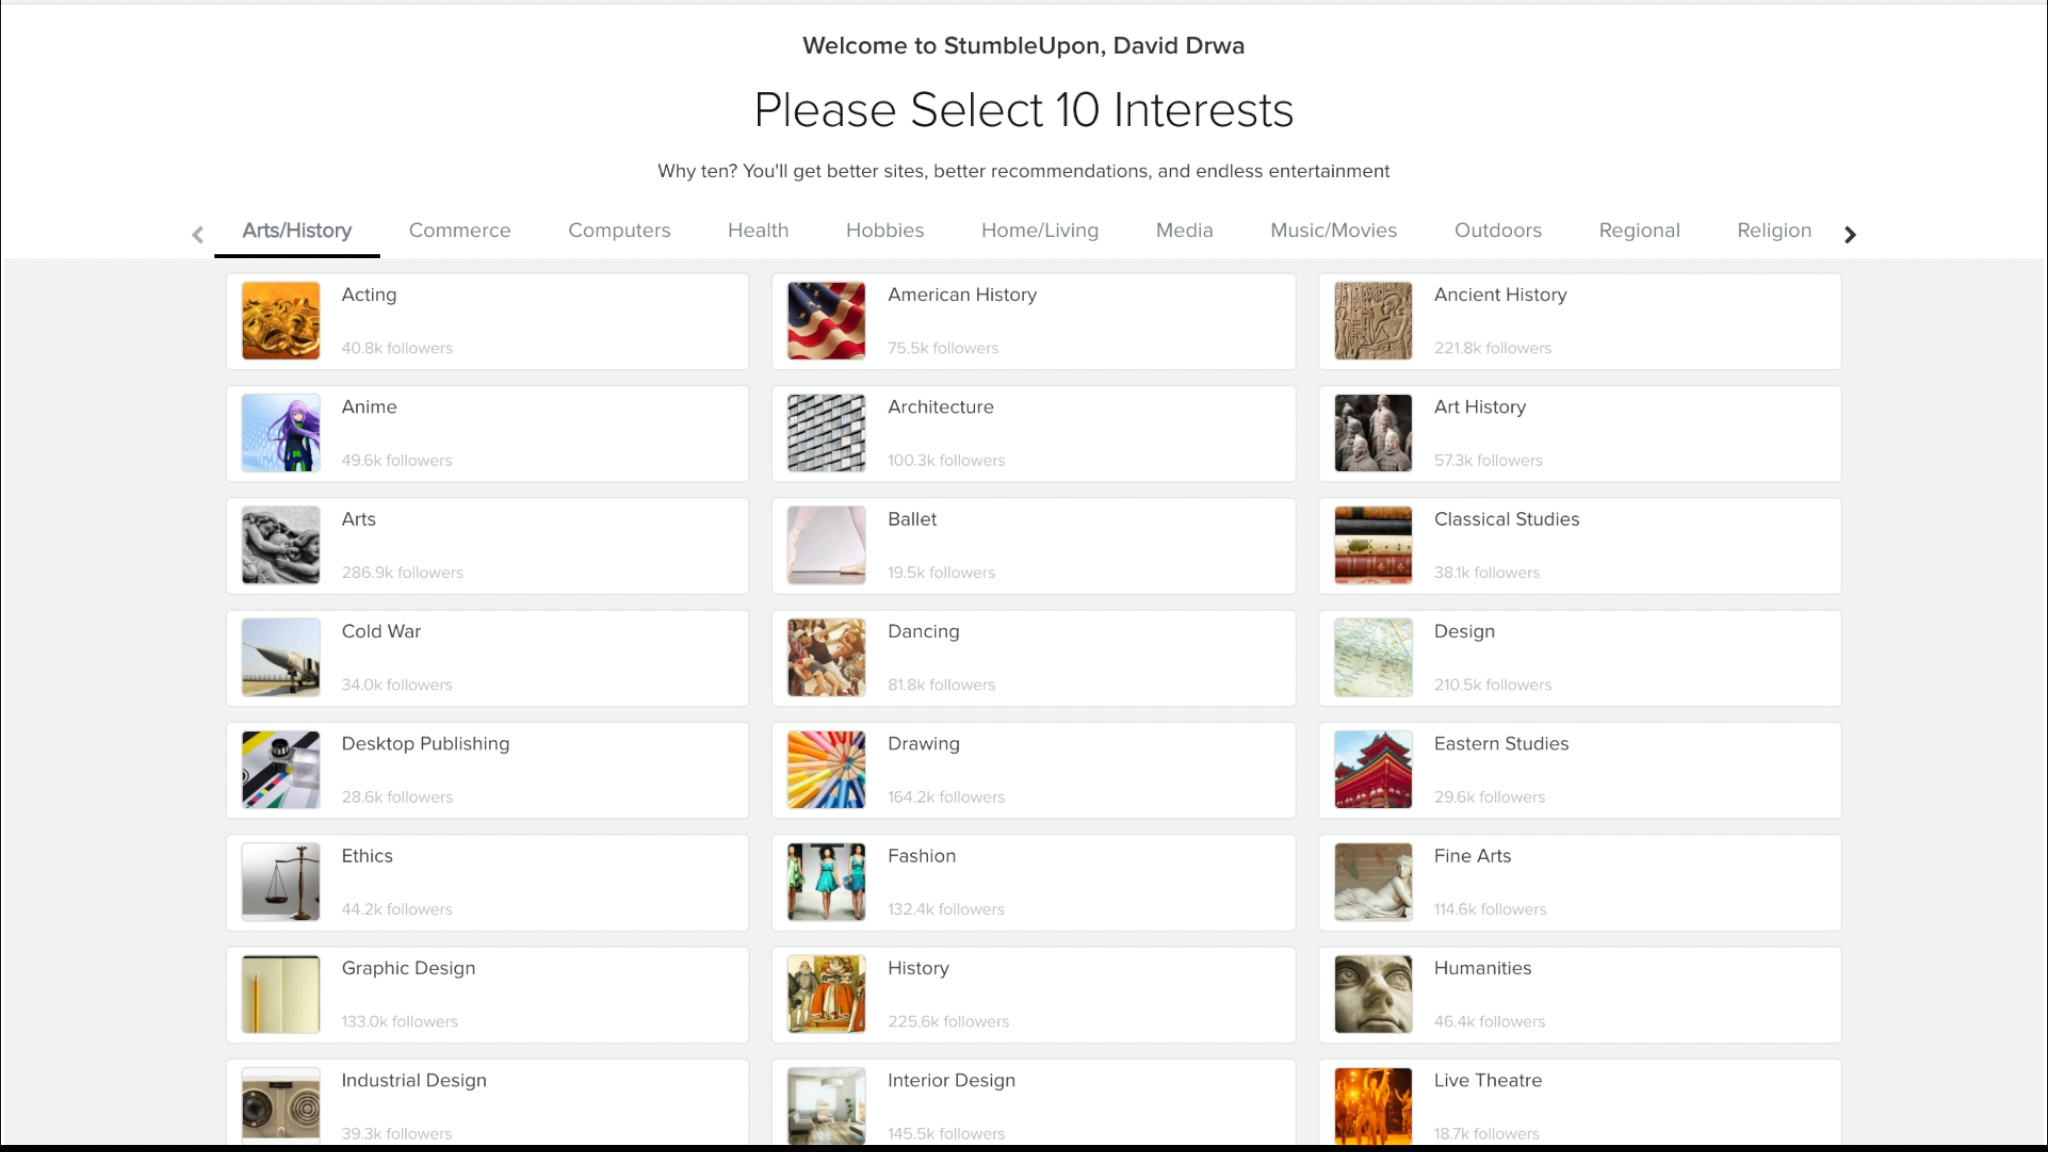 Welcome to StumbleUpon, David Drwa
Please Select 10 Interests
Why ten? You'll get better sites, better recommendations, and endless entertainment
Arts/History Commerce Computers Health Hobbies Home/Living Media Music/Movies Outdoors Regional Religion
Acting American History Ancient History
40.8k followers 75.5k followers 221.8k followers
Anime Architecture Art History
49.6k followers 100.3k followers 57.3k followers
Arts Ballet Classical Studies
286.9k followers 19.5k followers 38.1k followers
Cold War Dancing Design
34.0k followers 81.8k followers 210.5k followers
Desktop Publishing Drawing Eastern Studies
28.6k followers 164.2k followers 29.6k followers
Ethics Fashion Fine Arts
44.2k followers 132.4k followers 114.6k followers
Graphic Design History Humanities
133.0k followers 225.6k followers 46.4k followers
Industrial Design Interior Design Live Theatre
39.3k followers 145.5k followers 18.7k followers